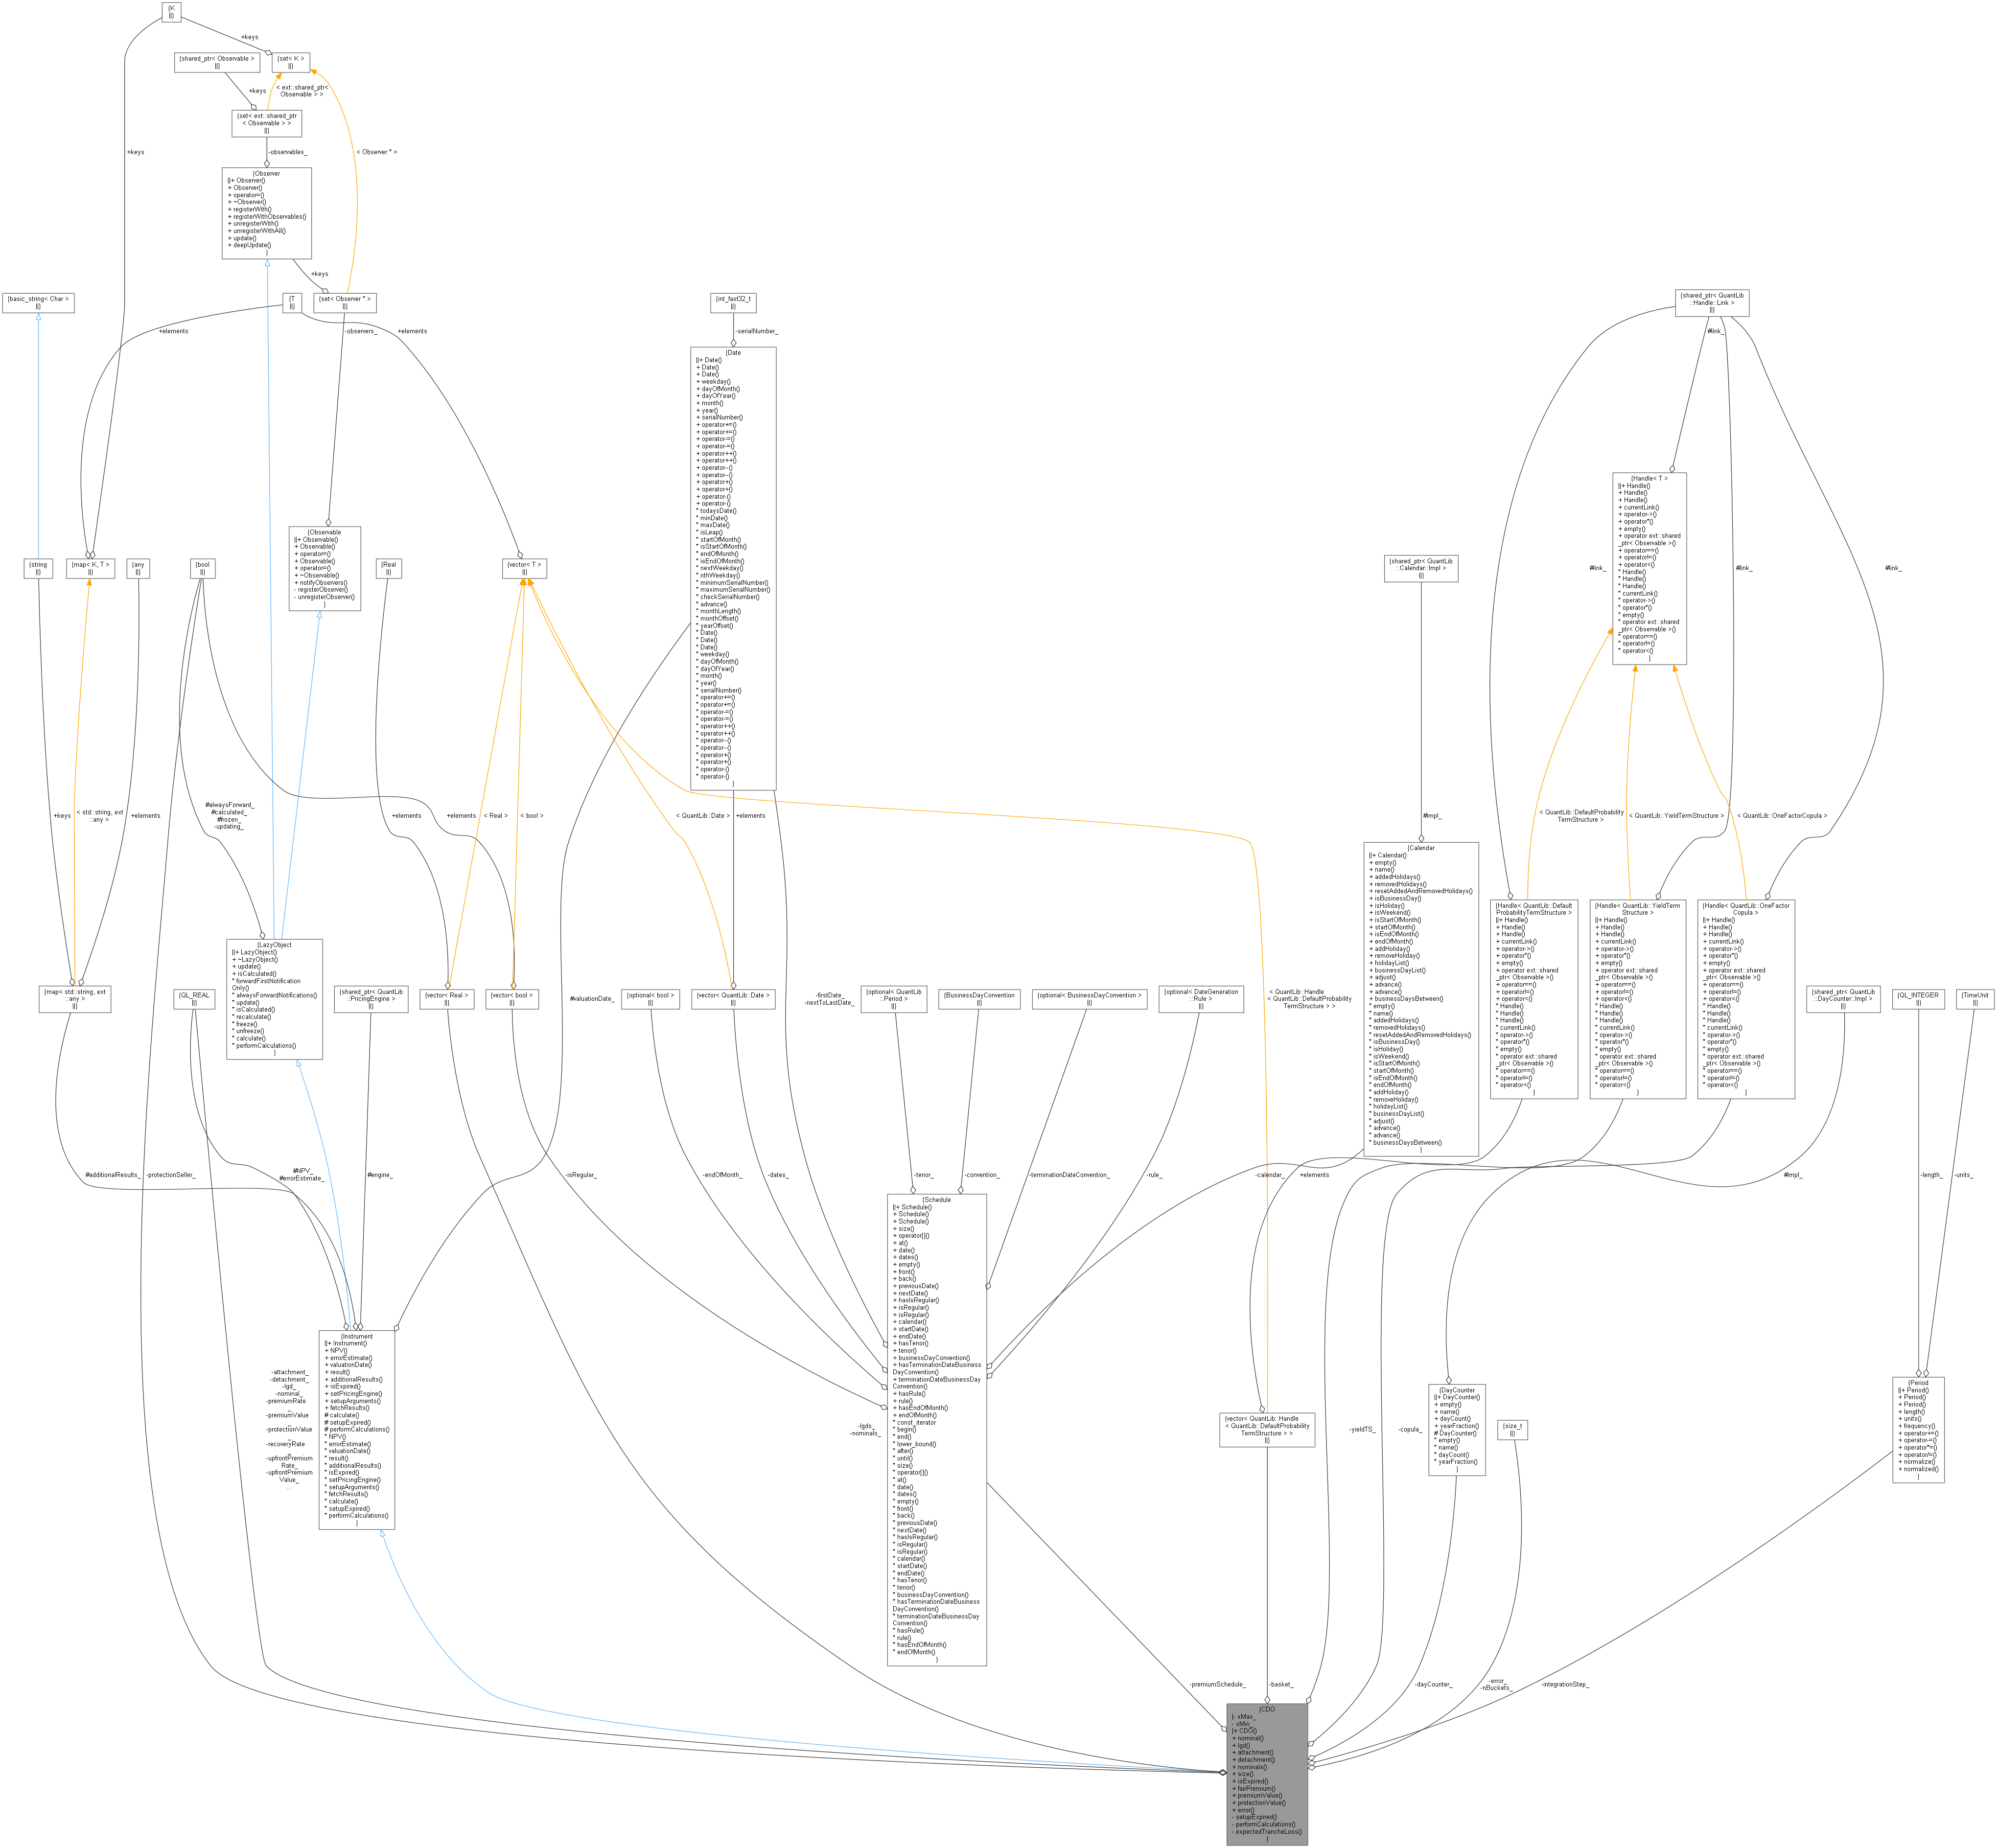 {K
||}
+keys
{shared_ptr< Observable >
||}
{set< K >
||}
+keys
< ext::shared_ptr<
Observable > >
{set< ext::shared_ptr
< Observable > >
||}
+keys
-observables_
< Observer * >
{Observer
||+ Observer()
+ Observer()
+ operator=()
+ ~Observer()
+ registerWith()
+ registerWithObservables()
+ unregisterWith()
+ unregisterWithAll()
+ update()
+ deepUpdate()
}
+keys
{basic_string< Char >
||}
{T
||}
{set< Observer * >
||}
{int_fast32_t
||}
{shared_ptr< QuantLib
::Handle::Link >
||}
+elements
-observers_
+elements
-serialNumber_
#link_
{Date
||+ Date()
+ Date()
+ Date()
+ weekday()
+ dayOfMonth()
+ dayOfYear()
+ month()
+ year()
+ serialNumber()
+ operator+=()
+ operator+=()
+ operator-=()
+ operator-=()
+ operator++()
+ operator++()
+ operator--()
+ operator--()
+ operator+()
+ operator+()
+ operator-()
+ operator-()
* todaysDate()
* minDate()
* maxDate()
* isLeap()
* startOfMonth()
* isStartOfMonth()
* endOfMonth()
* isEndOfMonth()
* nextWeekday()
* nthWeekday()
* minimumSerialNumber()
* maximumSerialNumber()
* checkSerialNumber()
* advance()
* monthLength()
* monthOffset()
* yearOffset()
* Date()
* Date()
* Date()
* weekday()
* dayOfMonth()
* dayOfYear()
* month()
* year()
* serialNumber()
* operator+=()
* operator+=()
* operator-=()
* operator-=()
* operator++()
* operator++()
* operator--()
* operator--()
* operator+()
* operator+()
* operator-()
* operator-()
}
{Handle< T >
||+ Handle()
+ Handle()
+ Handle()
+ currentLink()
+ operator->()
+ operator*()
+ empty()
+ operator ext::shared
_ptr< Observable >()
+ operator==()
+ operator!=()
+ operator<()
* Handle()
* Handle()
* Handle()
* currentLink()
* operator->()
* operator*()
* empty()
* operator ext::shared
_ptr< Observable >()
* operator==()
* operator!=()
* operator<()
}
{Observable
||+ Observable()
+ Observable()
+ operator=()
+ Observable()
+ operator=()
+ ~Observable()
+ notifyObservers()
- registerObserver()
- unregisterObserver()
}
{string
||}
{map< K, T >
||}
{any
||}
{bool
||}
{Real
||}
{vector< T >
||}
{shared_ptr< QuantLib
::Calendar::Impl >
||}
#link_
#link_
#link_
+keys
< std::string, ext
::any >
+elements
#alwaysForward_
#calculated_
#frozen_
-updating_
+elements
+elements
< Real >
< bool >
< QuantLib::Date >
+elements
#impl_
< QuantLib::DefaultProbability
TermStructure >
< QuantLib::YieldTermStructure >
< QuantLib::OneFactorCopula >
{Calendar
||+ Calendar()
+ empty()
+ name()
+ addedHolidays()
+ removedHolidays()
+ resetAddedAndRemovedHolidays()
+ isBusinessDay()
+ isHoliday()
+ isWeekend()
+ isStartOfMonth()
+ startOfMonth()
+ isEndOfMonth()
+ endOfMonth()
+ addHoliday()
+ removeHoliday()
+ holidayList()
+ businessDayList()
+ adjust()
+ advance()
+ advance()
+ businessDaysBetween()
* empty()
* name()
* addedHolidays()
* removedHolidays()
* resetAddedAndRemovedHolidays()
* isBusinessDay()
* isHoliday()
* isWeekend()
* isStartOfMonth()
* startOfMonth()
* isEndOfMonth()
* endOfMonth()
* addHoliday()
* removeHoliday()
* holidayList()
* businessDayList()
* adjust()
* advance()
* advance()
* businessDaysBetween()
}
{Handle< QuantLib::Default
ProbabilityTermStructure >
||+ Handle()
+ Handle()
+ Handle()
+ currentLink()
+ operator->()
+ operator*()
+ empty()
+ operator ext::shared
_ptr< Observable >()
+ operator==()
+ operator!=()
+ operator<()
* Handle()
* Handle()
* Handle()
* currentLink()
* operator->()
* operator*()
* empty()
* operator ext::shared
_ptr< Observable >()
* operator==()
* operator!=()
* operator<()
}
{Handle< QuantLib::YieldTerm
Structure >
||+ Handle()
+ Handle()
+ Handle()
+ currentLink()
+ operator->()
+ operator*()
+ empty()
+ operator ext::shared
_ptr< Observable >()
+ operator==()
+ operator!=()
+ operator<()
* Handle()
* Handle()
* Handle()
* currentLink()
* operator->()
* operator*()
* empty()
* operator ext::shared
_ptr< Observable >()
* operator==()
* operator!=()
* operator<()
}
{Handle< QuantLib::OneFactor
Copula >
||+ Handle()
+ Handle()
+ Handle()
+ currentLink()
+ operator->()
+ operator*()
+ empty()
+ operator ext::shared
_ptr< Observable >()
+ operator==()
+ operator!=()
+ operator<()
* Handle()
* Handle()
* Handle()
* currentLink()
* operator->()
* operator*()
* empty()
* operator ext::shared
_ptr< Observable >()
* operator==()
* operator!=()
* operator<()
}
{LazyObject
||+ LazyObject()
+ ~LazyObject()
+ update()
+ isCalculated()
* forwardFirstNotification
Only()
* alwaysForwardNotifications()
* update()
* isCalculated()
* recalculate()
* freeze()
* unfreeze()
* calculate()
* performCalculations()
}
{map< std::string, ext
::any >
||}
{QL_REAL
||}
{shared_ptr< QuantLib
::PricingEngine >
||}
{vector< Real >
||}
{vector< bool >
||}
{optional< bool >
||}
{vector< QuantLib::Date >
||}
{optional< QuantLib
::Period >
||}
{BusinessDayConvention
||}
{optional< BusinessDayConvention >
||}
{optional< DateGeneration
::Rule >
||}
{shared_ptr< QuantLib
::DayCounter::Impl >
||}
{QL_INTEGER
||}
{TimeUnit
||}
#valuationDate_
-firstDate_
-nextToLastDate_
< QuantLib::Handle
< QuantLib::DefaultProbability
TermStructure > >
#additionalResults_
-protectionSeller_
#NPV_
#errorEstimate_
#engine_
-isRegular_
-endOfMonth_
-dates_
-tenor_
-convention_
-terminationDateConvention_
-rule_
-calendar_
+elements
#impl_
-length_
-units_
{Schedule
||+ Schedule()
+ Schedule()
+ Schedule()
+ size()
+ operator[]()
+ at()
+ date()
+ dates()
+ empty()
+ front()
+ back()
+ previousDate()
+ nextDate()
+ hasIsRegular()
+ isRegular()
+ isRegular()
+ calendar()
+ startDate()
+ endDate()
+ hasTenor()
+ tenor()
+ businessDayConvention()
+ hasTerminationDateBusiness
DayConvention()
+ terminationDateBusinessDay
Convention()
+ hasRule()
+ rule()
+ hasEndOfMonth()
+ endOfMonth()
* const_iterator
* begin()
* end()
* lower_bound()
* after()
* until()
* size()
* operator[]()
* at()
* date()
* dates()
* empty()
* front()
* back()
* previousDate()
* nextDate()
* hasIsRegular()
* isRegular()
* isRegular()
* calendar()
* startDate()
* endDate()
* hasTenor()
* tenor()
* businessDayConvention()
* hasTerminationDateBusiness
DayConvention()
* terminationDateBusinessDay
Convention()
* hasRule()
* rule()
* hasEndOfMonth()
* endOfMonth()
}
{Instrument
||+ Instrument()
+ NPV()
+ errorEstimate()
+ valuationDate()
+ result()
+ additionalResults()
+ isExpired()
+ setPricingEngine()
+ setupArguments()
+ fetchResults()
# calculate()
# setupExpired()
# performCalculations()
* NPV()
* errorEstimate()
* valuationDate()
* result()
* additionalResults()
* isExpired()
* setPricingEngine()
* setupArguments()
* fetchResults()
* calculate()
* setupExpired()
* performCalculations()
}
-attachment_
-detachment_
-lgd_
-nominal_
-premiumRate
_
-premiumValue
_
-protectionValue
_
-recoveryRate
_
-upfrontPremium
Rate_
-upfrontPremium
Value_
...
-lgds_
-nominals_
{vector< QuantLib::Handle
< QuantLib::DefaultProbability
TermStructure > >
||}
-yieldTS_
-copula_
{DayCounter
||+ DayCounter()
+ empty()
+ name()
+ dayCount()
+ yearFraction()
# DayCounter()
* empty()
* name()
* dayCount()
* yearFraction()
}
{size_t
||}
{Period
||+ Period()
+ Period()
+ Period()
+ length()
+ units()
+ frequency()
+ operator+=()
+ operator-=()
+ operator*=()
+ operator/=()
+ normalize()
+ normalized()
}
-premiumSchedule_
-basket_
-dayCounter_
-error_
-nBuckets_
-integrationStep_
{CDO
|- xMax_
- xMin_
|+ CDO()
+ nominal()
+ lgd()
+ attachment()
+ detachment()
+ nominals()
+ size()
+ isExpired()
+ fairPremium()
+ premiumValue()
+ protectionValue()
+ error()
- setupExpired()
- performCalculations()
- expectedTrancheLoss()
}